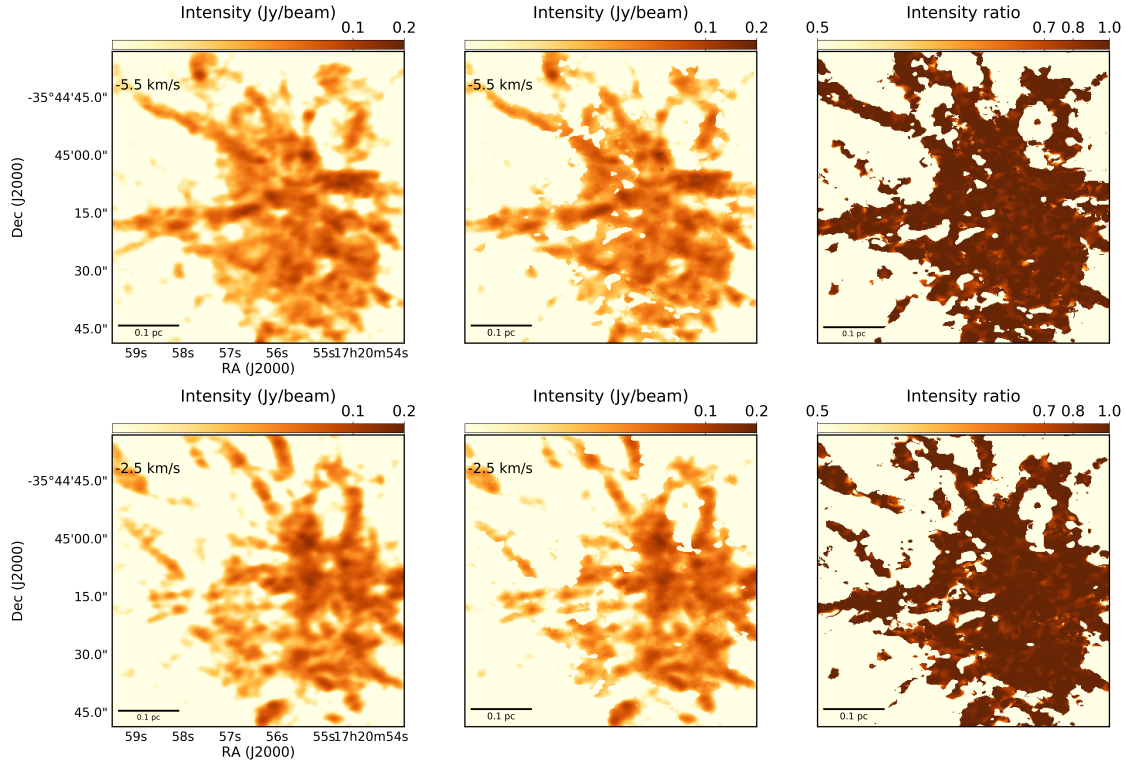 Intensity (Jy/beam) Intensity (Jy/beam) Intensity ratio
0.1 0.2 0.1 0.2 0.5 0.7 0.8 1.0
-5.5 km/s -5.5 km/s
-35°44'45.0"
45'00.0"
15.0"
30.0"
45.0"
Dec (J2000)
0.1 pc 0.1 pc 0.1 pc
59s 58s 57s 56s 55s 17h20m54s
RA (J2000)
Intensity (Jy/beam) Intensity (Jy/beam) Intensity ratio
0.1 0.2 0.1 0.2 0.5 0.7 0.8 1.0
-2.5 km/s -2.5 km/s
-35°44'45.0"
45'00.0"
15.0"
30.0"
45.0"
Dec (J2000)
0.1 pc 0.1 pc 0.1 pc
59s 58s 57s 56s 55s 17h20m54s
RA (J2000)